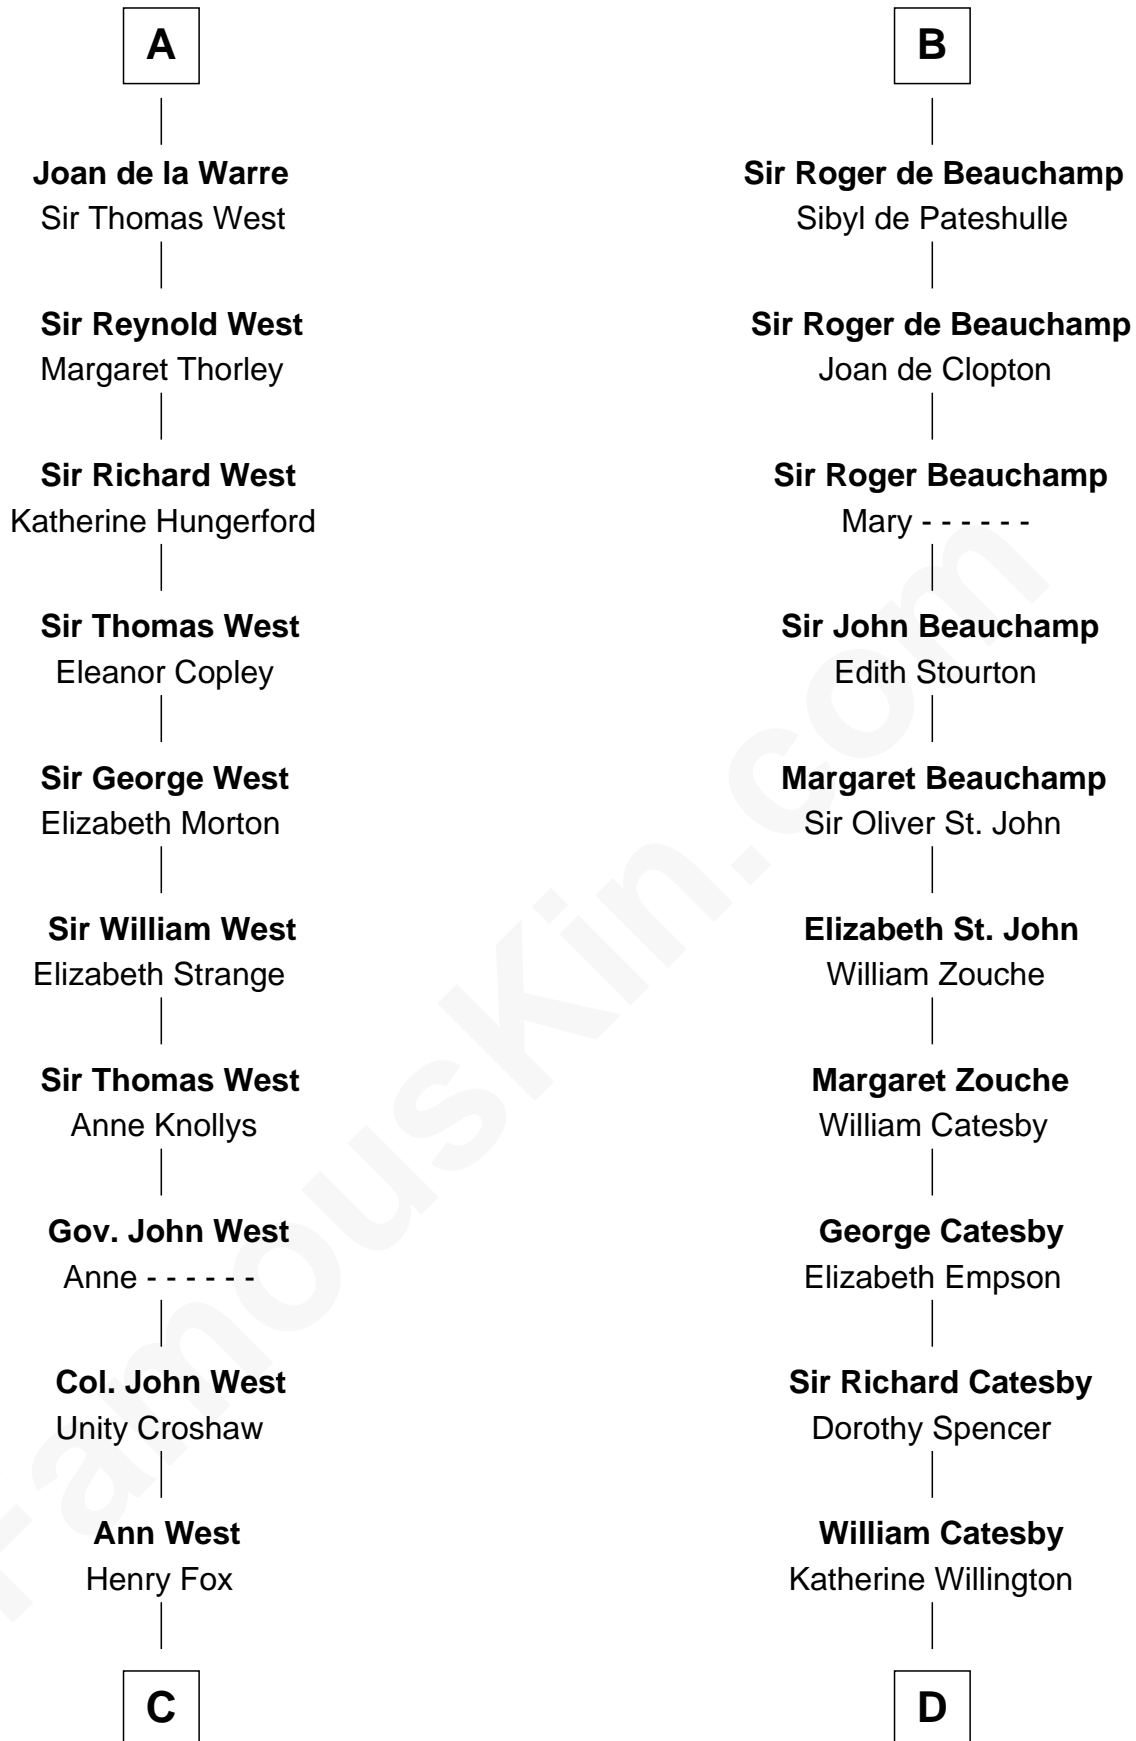 A
Joan de la Warre
Sir Thomas West
Sir Reynold West
Margaret Thorley
Sir Richard West
Katherine Hungerford
Sir Thomas West
Eleanor Copley
Sir George West
Elizabeth Morton
Sir William West
Elizabeth Strange
Sir Thomas West
Anne Knollys
Gov. John West
Anne - - - - - -
Col. John West
Unity Croshaw
Ann West
Henry Fox
C
B
Sir Roger de Beauchamp
Sibyl de Pateshulle
Sir Roger de Beauchamp
Joan de Clopton
Sir Roger Beauchamp
Mary - - - - - -
Sir John Beauchamp
Edith Stourton
Margaret Beauchamp
Sir Oliver St. John
Elizabeth St. John
William Zouche
Margaret Zouche
William Catesby
George Catesby
Elizabeth Empson
Sir Richard Catesby
Dorothy Spencer
William Catesby
Katherine Willington
D
FamousKin.com